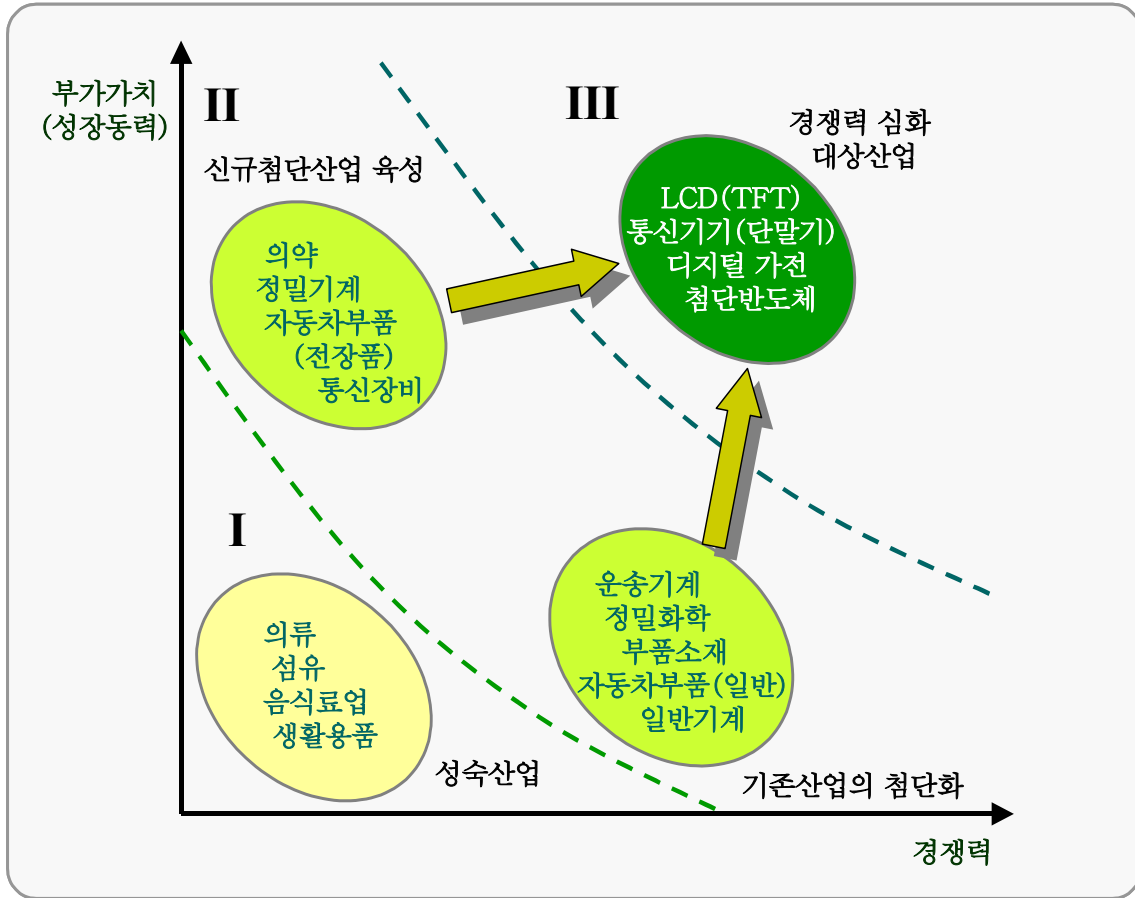 부가가치
(성장동력)
II
신규첨단산업 육성
의약
정밀기계
자동차부품
(전장품)
통신장비
III
경쟁력 심화
대상산업
LCD(TFT)
통신기기(단말기)
디지털 가전
첨단반도체
I
의류
섬유
음식료업
생활용품
성숙산업
운송기계
정밀화학
부품소재
자동차부품(일반)
일반기계
기존산업의 첨단화
경쟁력